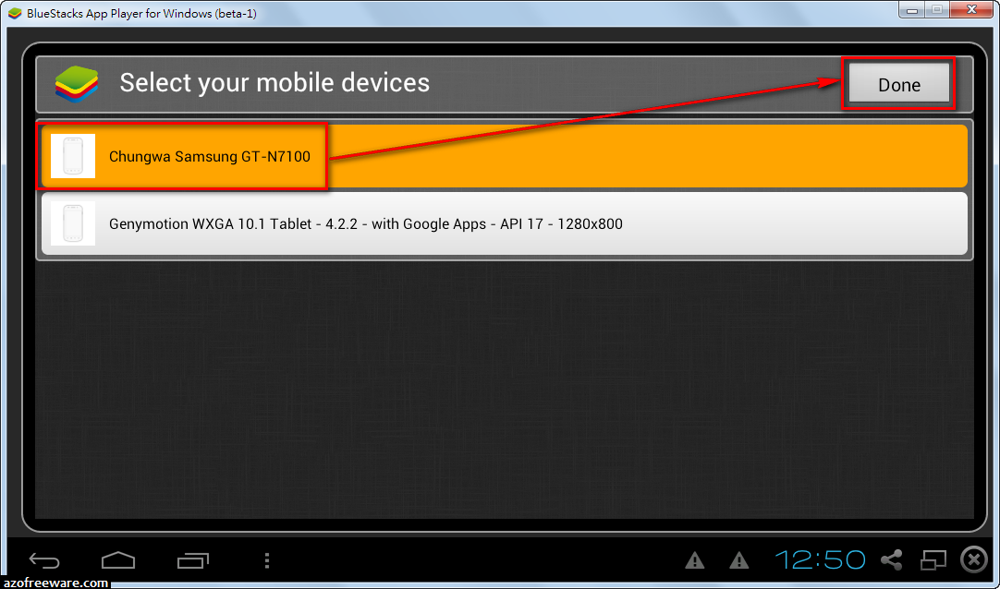 BlueStacks App Player for Windows (beta-1)
Select your mobile devices
Done
Chungwa Samsung GT-N7100
Genymotion WXGA 10.1 Tablet - 4.2.2 - with Google Apps - API 17 - 1280x800
12:50
azofreeware.com